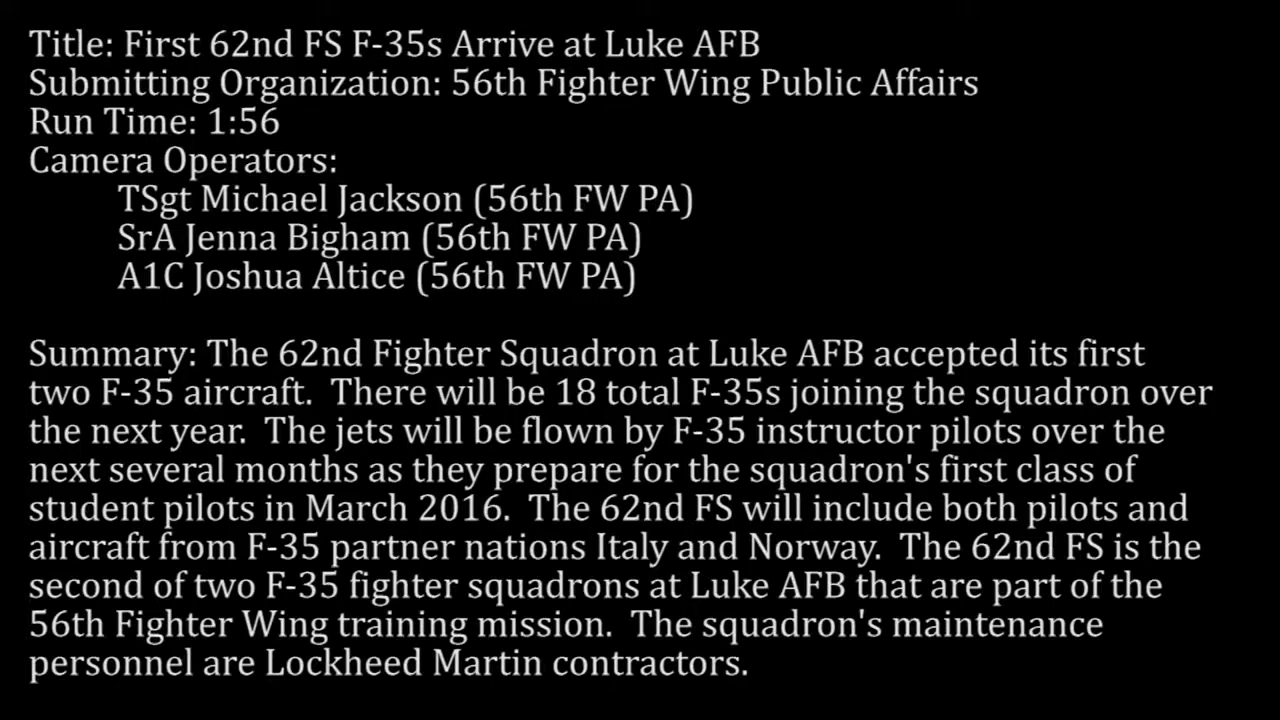 Title: First 62nd FS F-35s Arrive at Luke AFB
Submitting Organization: 56th Fighter Wing Public Affairs
Run Time: 1:56
Camera Operators:
TSgt Michael Jackson (56th FW PA)
SrA Jenna Bigham (56th FW PA)
A1C Joshua Altice (56th FW PA)
Summary: The 62nd Fighter Squadron at Luke AFB accepted its first
two F-35 aircraft.  There will be 18 total F-35s joining the squadron over
the next year.  The jets will be flown by F-35 instructor pilots over the
next several months as they prepare for the squadron's first class of
student pilots in March 2016.  The 62nd FS will include both pilots and
aircraft from F-35 partner nations Italy and Norway.  The 62nd FS is the
second of two F-35 fighter squadrons at Luke AFB that are part of the
56th Fighter Wing training mission.  The squadron's maintenance
personnel are Lockheed Martin contractors.